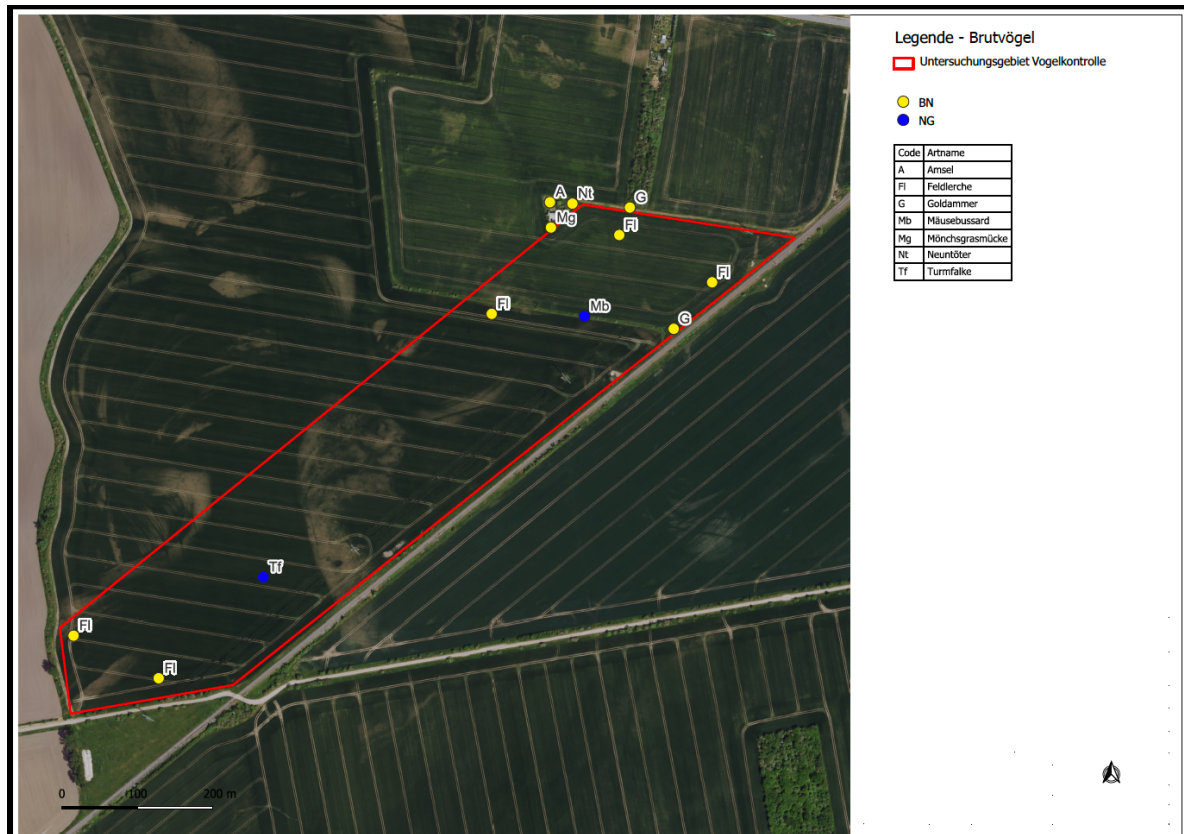 Legende - Brutvögel
Untersuchungsgebiet Vogelkontrolle
BN
NG
Code Artname
A Amsel
Fl Feldlerche
G Goldammer
Mb Mäusebussard
Mg Mönchsgrasmücke
Nt Neuntöter
Tf Turmfalke
A
Nt
G
Mg
Fl
Fl
Fl
Mb
G
Tf
Fl
Fl
0 100 200 m